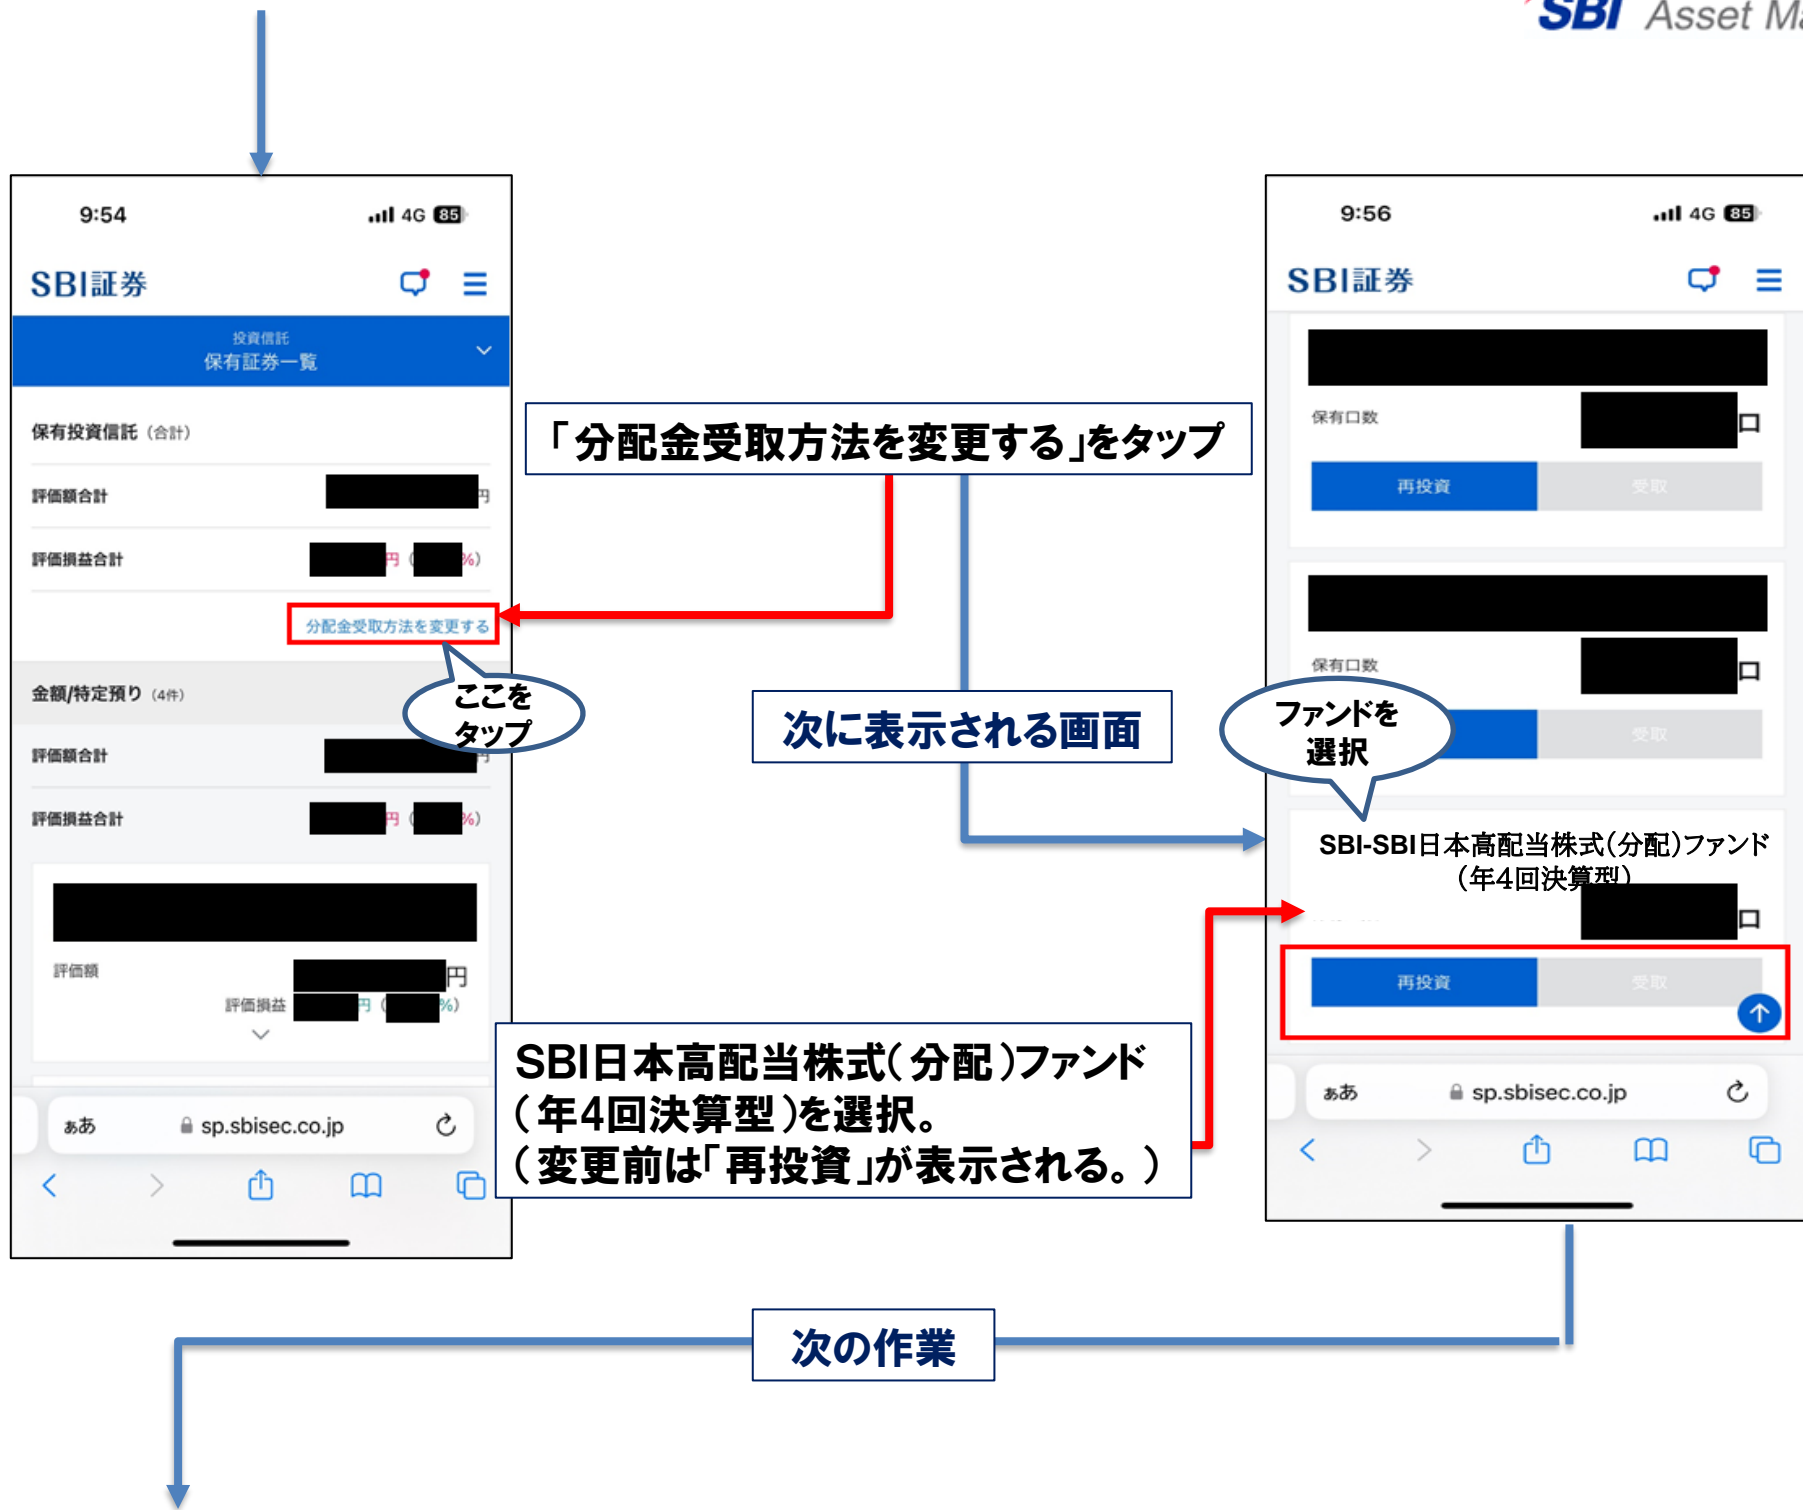 SBI Asset Ma
9:54
4G 85
SBI証券
投資信託
保有証券一覧
保有投資信託（合計）
評価額合計
円
評価損益合計
円（ %）
分配金受取方法を変更する
金額/特定預り（4件）
ここを
タップ
評価額合計
円
評価損益合計
円（ %）
評価額
円
評価損益 円（ %）
ぁあ
sp.sbisec.co.jp
「分配金受取方法を変更する」をタップ
次に表示される画面
SBI日本高配当株式（分配）ファンド
（年4回決算型）を選択。
（変更前は「再投資」が表示される。）
9:56
4G 85
SBI証券
保有口数
口
再投資
受取
保有口数
口
ファンドを
選択
受取
SBI-SBI日本高配当株式（分配）ファンド
（年4回決算型）
口
再投資
受取
ぁあ
sp.sbisec.co.jp
次の作業